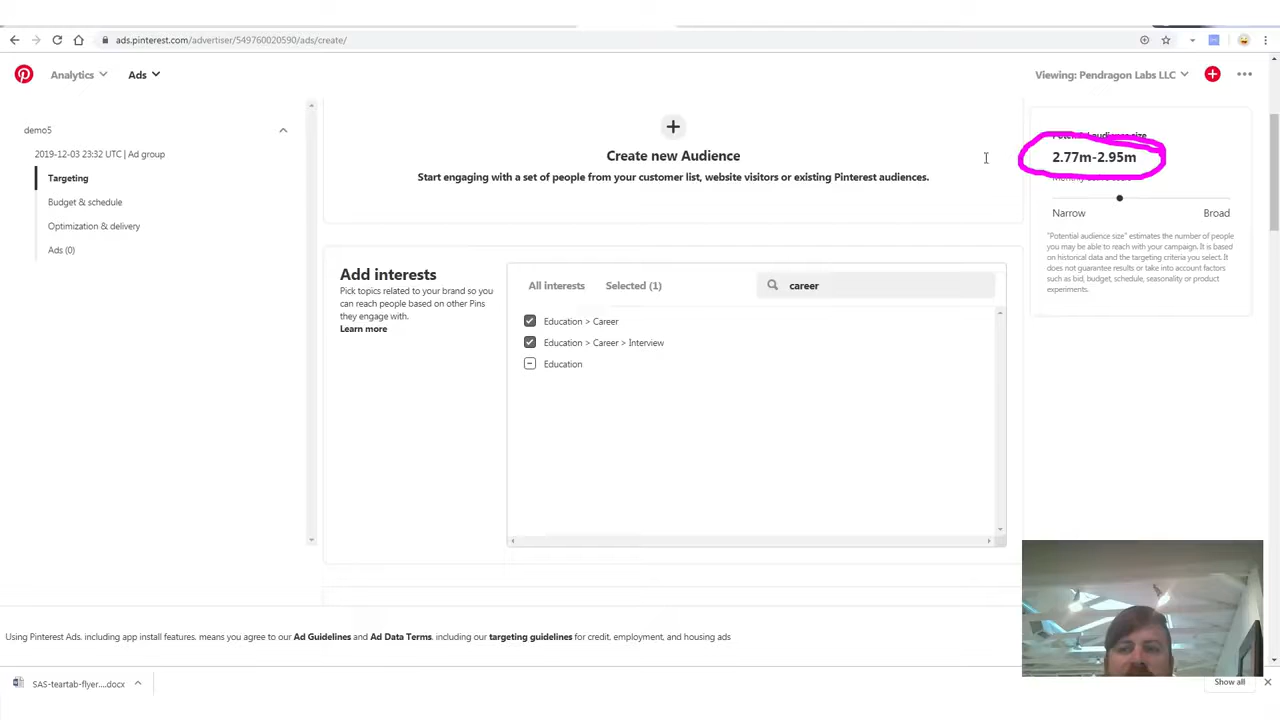 ads.pinterest.com/advertiser/549760020590/ads/create/
Analytics
Ads
Viewing: Pendragon Labs LLC
demo5
2019-12-03 23:32 UTC | Ad group
Targeting
Budget & schedule
Optimization & delivery
Ads (0)
Create new Audience
Start engaging with a set of people from your customer list, website visitors or existing Pinterest audiences.
Add interests
Pick topics related to your brand so you
can reach people based on other Pins
they engage with.
Learn more
All interests
Selected (1)
career
Education > Career
Education > Career > Interview
Education
Potential audience size
2.77m-2.95m
Narrow
Broad
"Potential audience size" estimates the number of people
you may be able to reach with your campaign. It is based
on historical data and the targeting criteria you select. It
does not guarantee results or take into account factors
such as bid, budget, schedule, seasonality or product
experiments.
Using Pinterest Ads, including app install features, means you agree to our Ad Guidelines and Ad Data Terms, including our targeting guidelines for credit, employment, and housing ads
SAS-teartab-flyer....docx
Show all